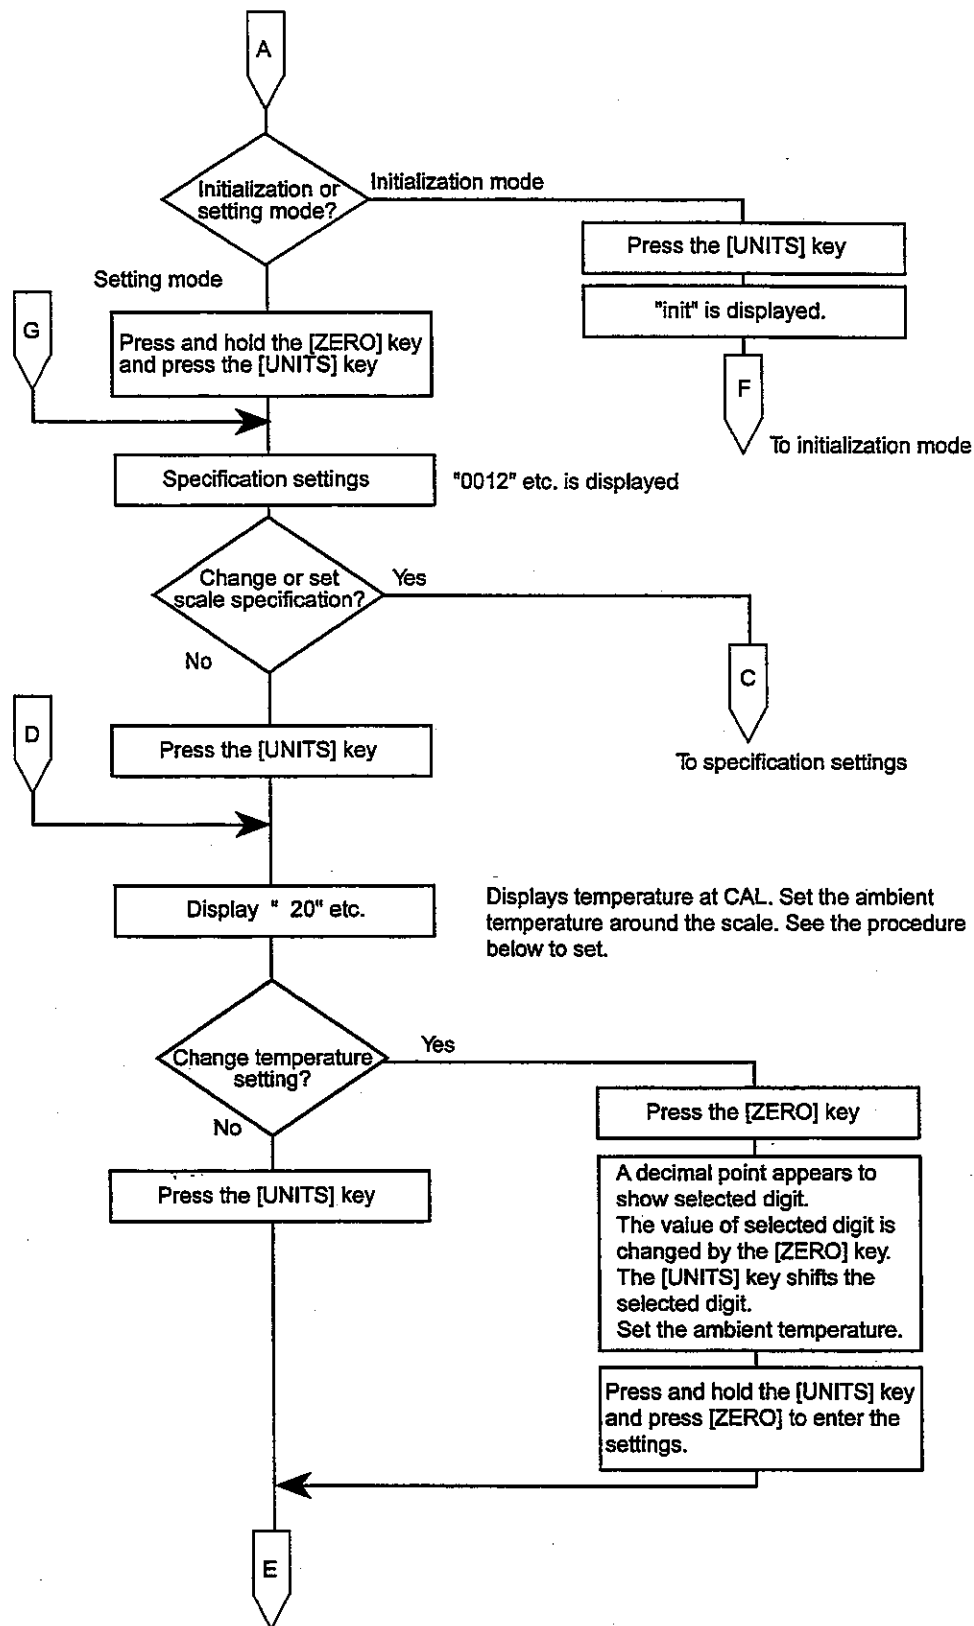 A
Initialization or
setting mode?
Initialization mode
Press the [UNITS] key
Setting mode
"init" is displayed.
G
Press and hold the [ZERO] key
and press the [UNITS] key
F
To initialization mode
Specification settings
"0012" etc. is displayed
Change or set
scale specification?
Yes
No
C
D
Press the [UNITS] key
To specification settings
Display " 20" etc.
Displays temperature at CAL. Set the ambient
temperature around the scale. See the procedure
below to set.
Change temperature
setting?
Yes
No
Press the [ZERO] key
Press the [UNITS] key
A decimal point appears to
show selected digit.
The value of selected digit is
changed by the [ZERO] key.
The [UNITS] key shifts the
selected digit.
Set the ambient temperature.
Press and hold the [UNITS] key
and press [ZERO] to enter the
settings.
E